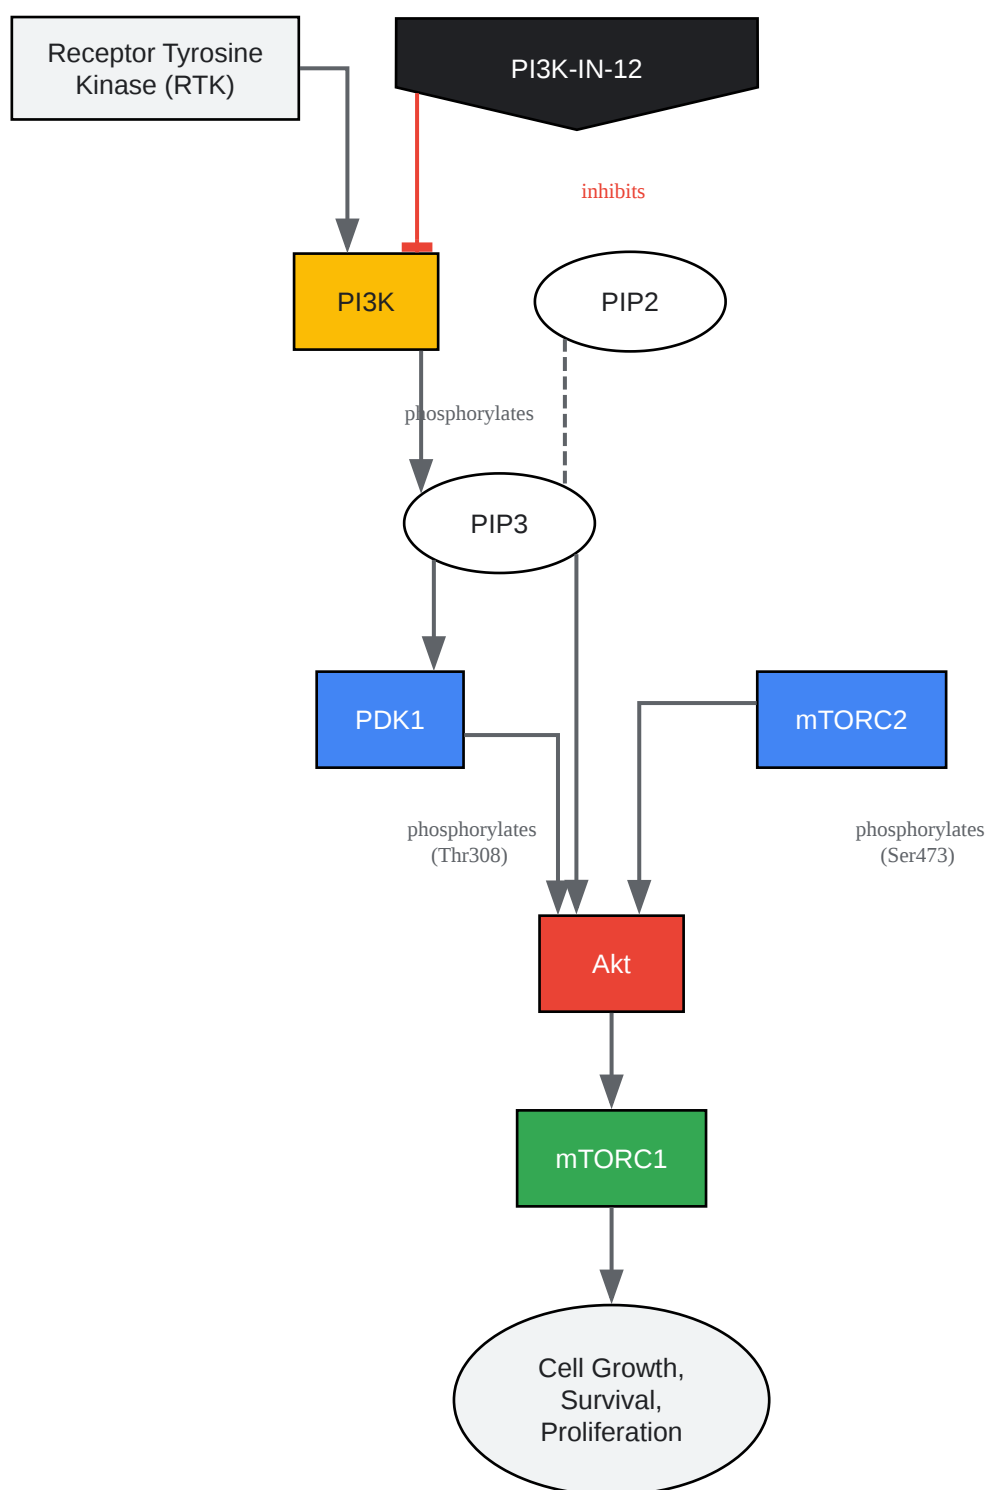 Receptor Tyrosine
Kinase (RTK)
PI3K-IN-12
inhibits
PI3K
PIP2
phosphorylates
PIP3
PDK1
mTORC2
phosphorylates
(Thr308)
phosphorylates
(Ser473)
Akt
mTORC1
Cell Growth,
Survival,
Proliferation